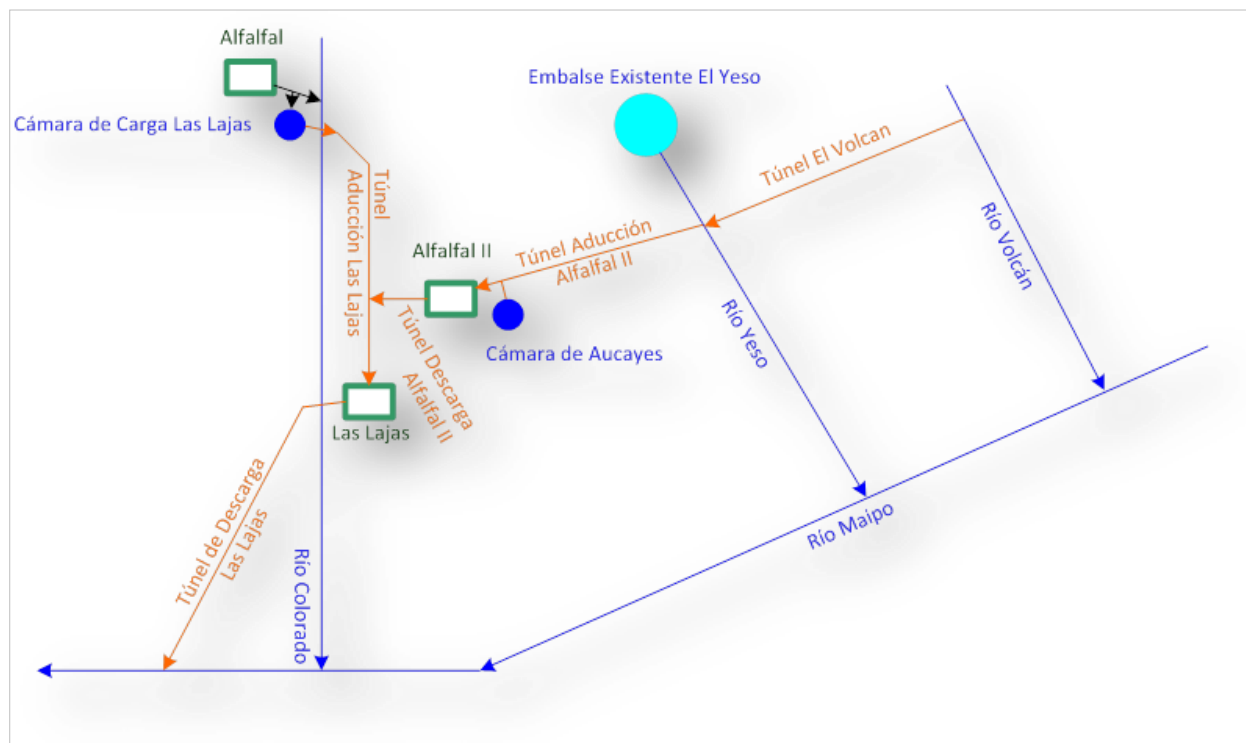 Alfalfal
Embalse Existente El Yeso
Cámara de Carga Las Lajas
Túnel El Volcan
Túnel
Aducción Las Lajas
Río Volcán
Alfalfal II
Túnel Aducción
Alfalfal II
Río Yeso
Cámara de Aucayes
Túnel Descarga
Alfalfal II
Las Lajas
Túnel de Descarga
Las Lajas
Río Colorado
Río Maipo